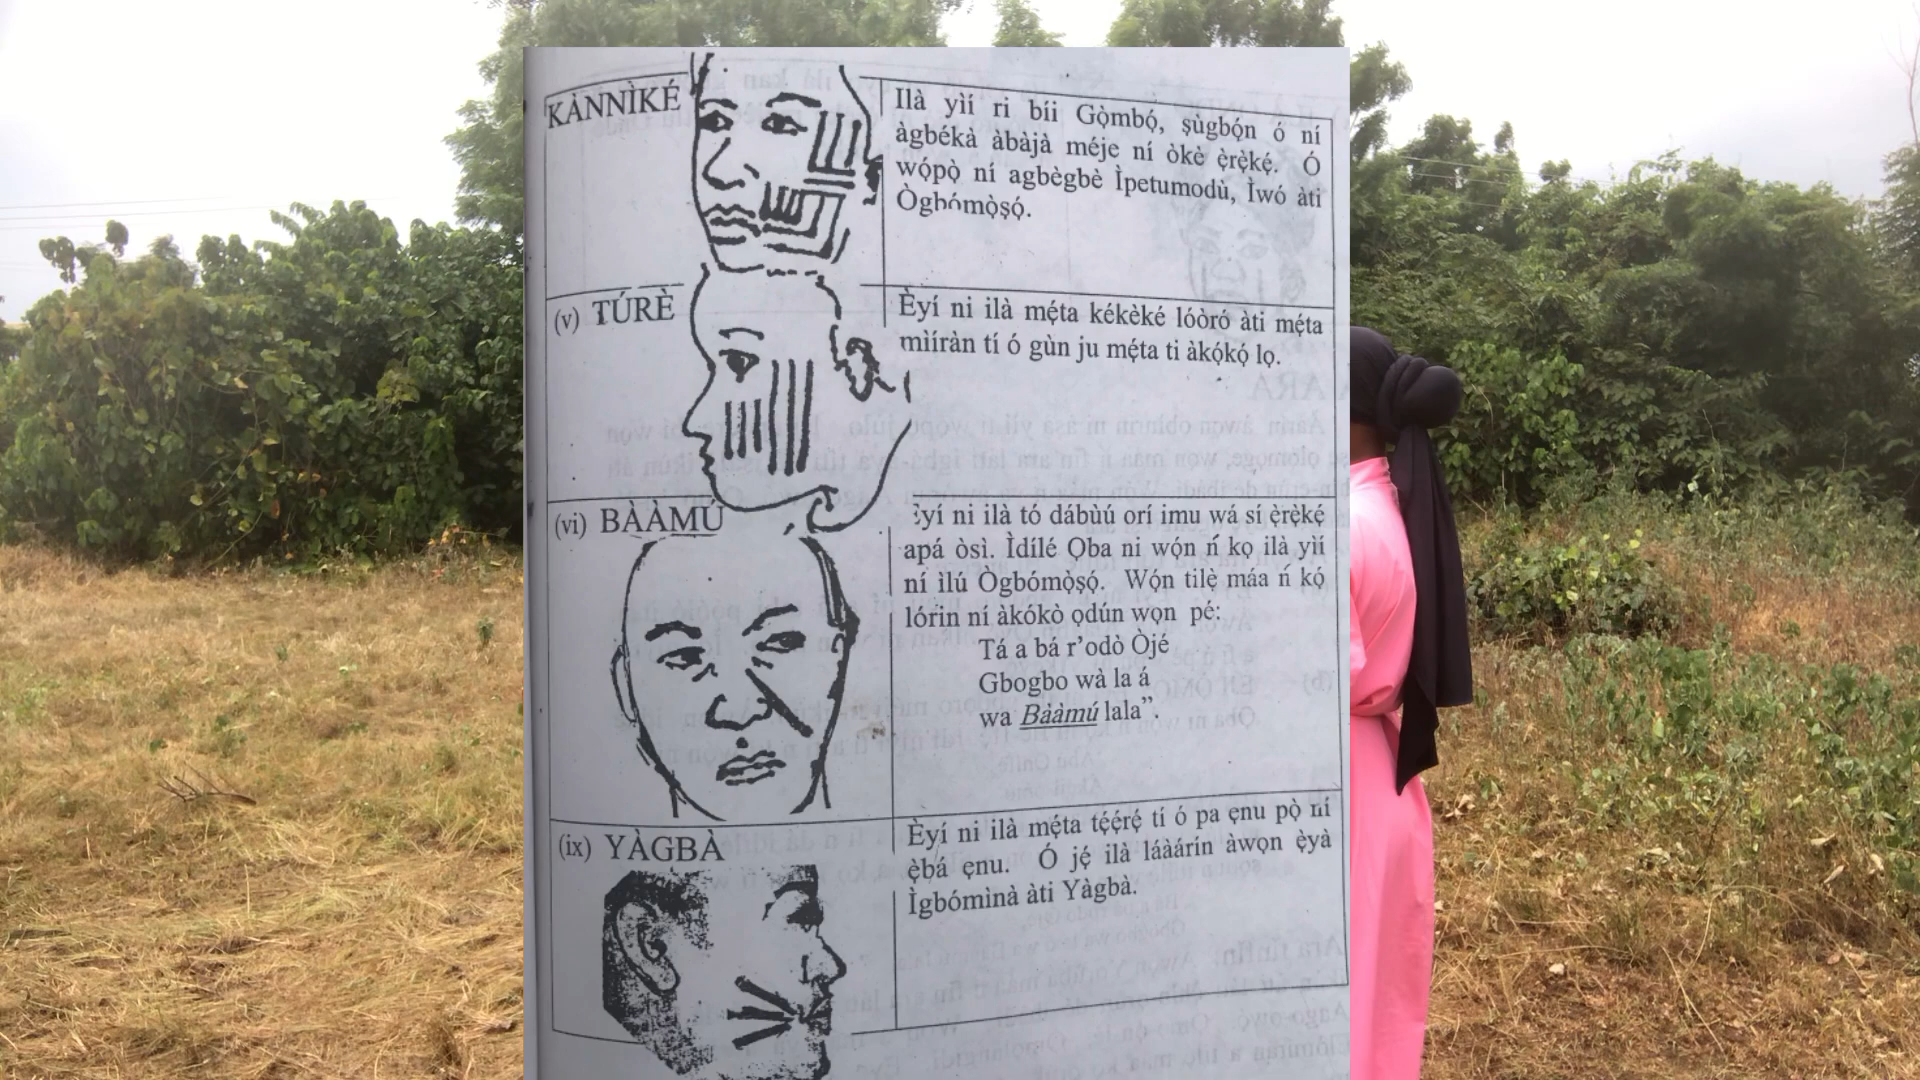 KÀNNÌKÉ
Ilà yìí ri bíi Gọ̀mbọ́, ṣùgbọ́n ó ní
àgbékà àbàjà méje ní òkè ẹ̀rẹ̀kẹ́. Ó
wọ́pọ̀ ní agbègbè Ìpetumodù, Ìwó àti
Ògbómọ̀ṣọ́.
(v) TÚRÈ
Èyí ni ilà mẹ́ta kékèké lóòró àti mẹ́ta
mììràn tí ó gùn ju mẹ́ta ti àkọ́kọ́ lọ.
(vi) BÀÀMÚ
Èyí ni ilà tó dábùú orí imu wá sí ẹ̀rẹ̀kẹ́
apá òsì. Ìdílé Ọba ni wọ́n ń kọ ilà yìí
ní ìlú Ògbómọ̀ṣọ́. Wọ́n tilẹ̀ máa ń kọ́
lórín ní àkókò ọdún wọn pé:
Tá a bá r’odò Òjé
Gbogbo wà la á
wa Bààmú lala”.
(ix) YÀGBÀ
Èyí ni ilà mẹ́ta tẹ́ẹ́rẹ́ tí ó pa ẹnu pọ̀ ní
ẹ̀bá ẹnu. Ó jẹ́ ilà láàárín àwọn ẹ̀yà
Ìgbómìnà àti Yàgbà.